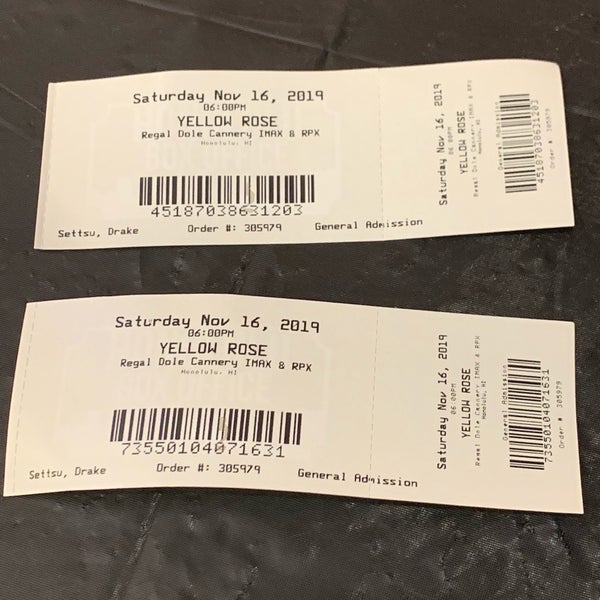 Saturday Nov 16, 2019
06:00PM
YELLOW ROSE
Regal Dole Cannery IMAX & RPX
Honolulu, HI
45187038631203
Settsu, Drake Order #: 305979 General Admission
Saturday Nov 16, 2019
06:00PM
YELLOW ROSE
Regal Dole Cannery IMAX & RPX
Honolulu, HI
General Admission
45187038631203
Order #: 305979
Saturday Nov 16, 2019
06:00PM
YELLOW ROSE
Regal Dole Cannery IMAX & RPX
Honolulu, HI
73550104071631
Settsu, Drake Order #: 305979 General Admission
Saturday Nov 16, 2019
06:00PM
YELLOW ROSE
Regal Dole Cannery IMAX & RPX
Honolulu, HI
General Admission
73550104071631
Order #: 305979